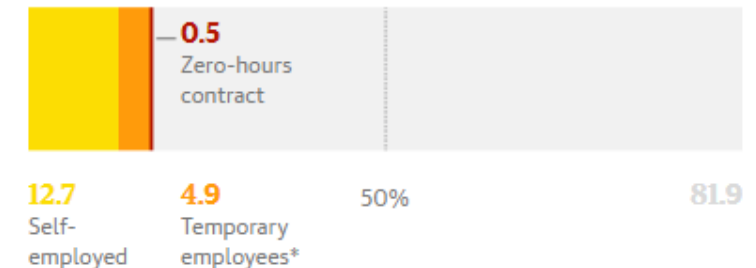 0.5
Zero-hours
contract
12.7
4.9
50%
81.9
Self-
employed
Temporary
employees*